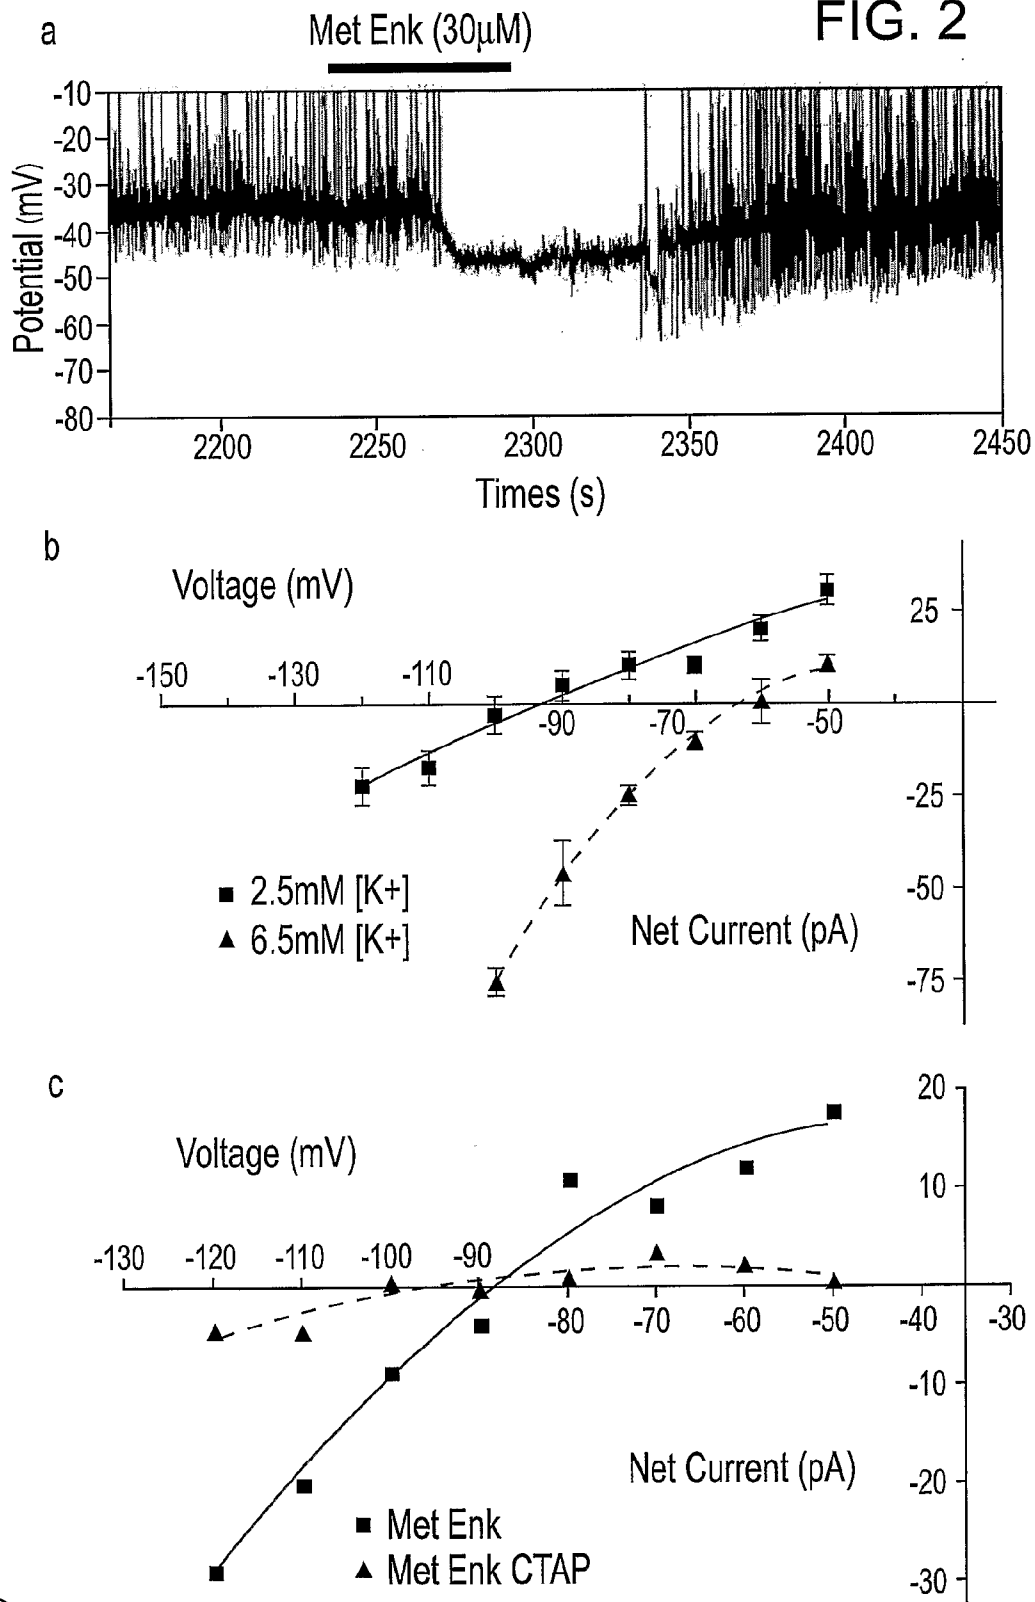 FIG. 2
a
Met Enk (30μM)
-10
-20
-30
-40
-50
-60
-70
-80
Potential (mV)
2200 2250 2300 2350 2400 2450
Times (s)
b
Voltage (mV)
-150 -130 -110 -90 -70 -50
25
-25
-50
-75
2.5mM [K+]
6.5mM [K+]
Net Current (pA)
c
Voltage (mV)
20
10
-10
-20
-30
-130 -120 -110 -100 -90 -80 -70 -60 -50 -40 -30
Net Current (pA)
Met Enk
Met Enk CTAP